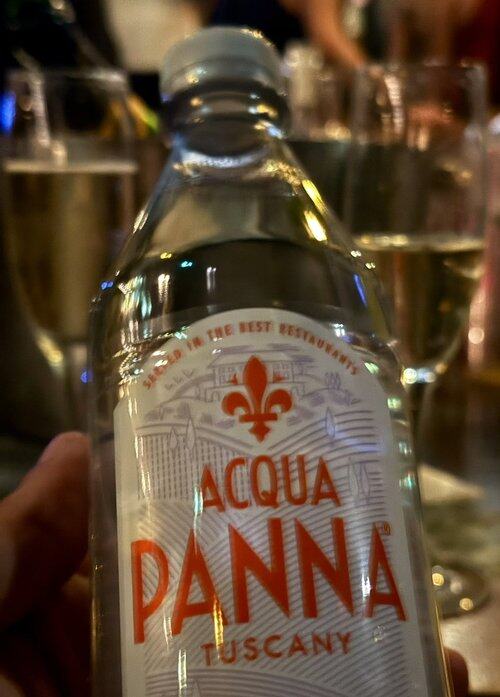 SERVED IN THE BEST RESTAURANTS
ACQUA
PANNA®
TUSCANY